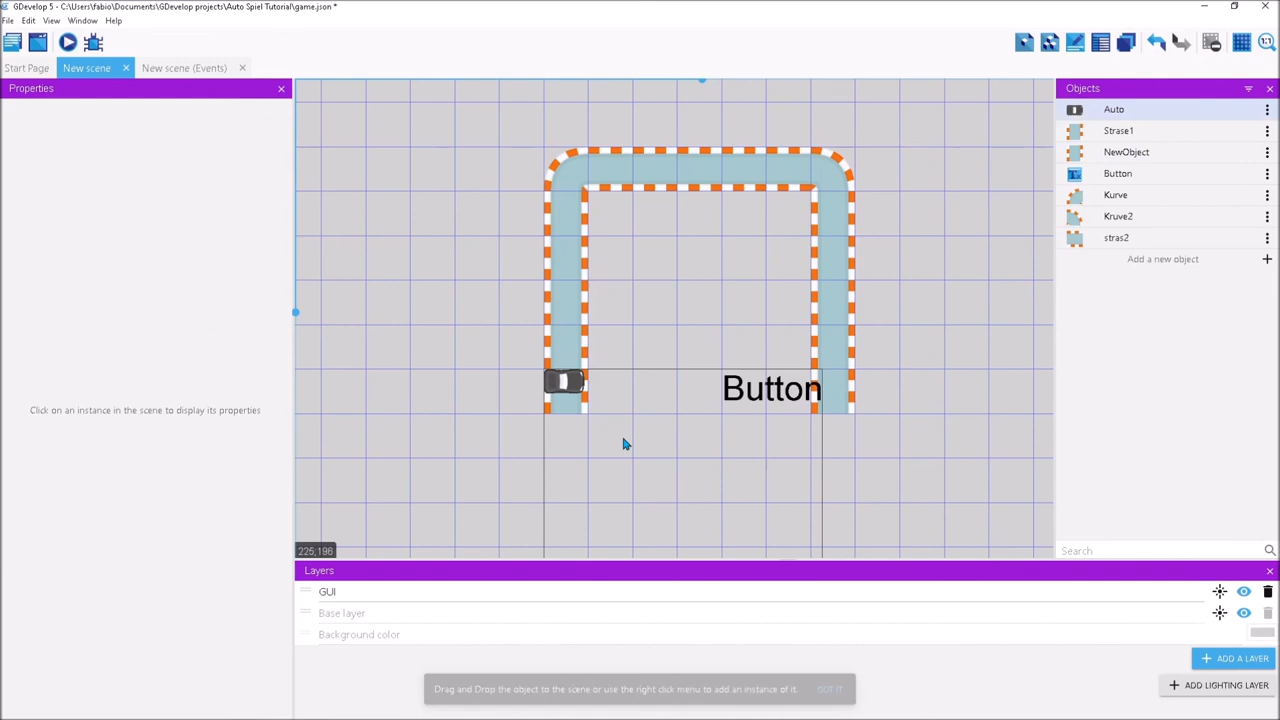 GDevelop 5 - C:\Users\fabio\Documents\GDevelop projects\Auto Spiel Tutorial\game.json *
File Edit View Window Help
Start Page New scene New scene (Events)
Properties
Objects
Auto
Strase1
NewObject
Button
Kurve
Kruve2
stras2
Add a new object
Click on an instance in the scene to display its properties
Button
225;196
Search
Layers
GUI
Base layer
Background color
ADD A LAYER
Drag and Drop the object to the scene or use the right click menu to add an instance of it. GOT IT
ADD LIGHTING LAYER